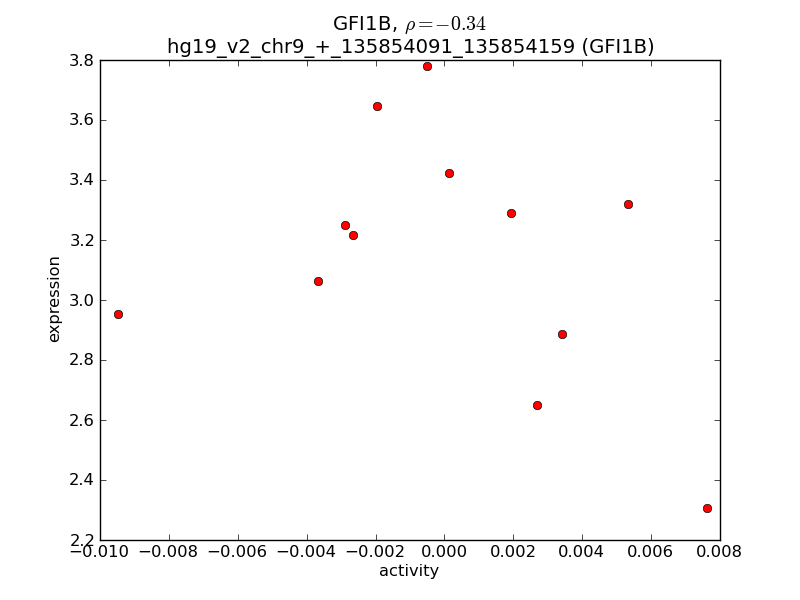 GFI1B, ρ=−0.34
hg19_v2_chr9_+_135854091_135854159 (GFI1B)
3.8
3.6
3.4
3.2
3.0
2.8
2.6
2.4
2.2
expression
−0.010 −0.008 −0.006 −0.004 −0.002 0.000 0.002 0.004 0.006 0.008
activity